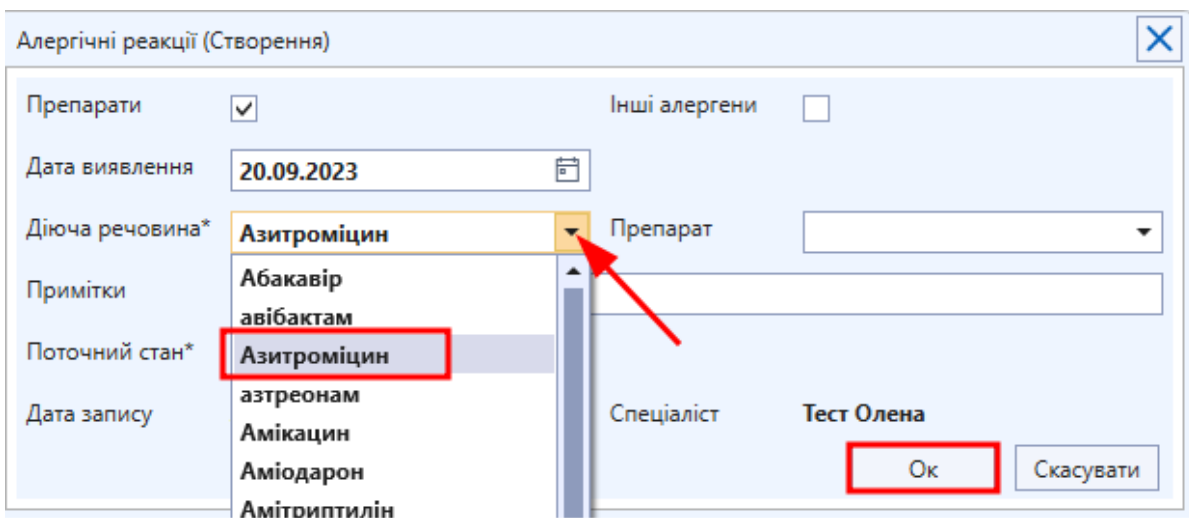 Алергічні реакції (Створення)
Препарати
Інші алергени
Дата виявлення
20.09.2023
Діюча речовина*
Азитроміцин
Препарат
Абакавір
Примітки
авібактам
Азитроміцин
Поточний стан*
азтреонам
Дата запису
Спеціаліст
Тест Олена
Амікацин
Аміодарон
Ок
Скасувати
Амітриптилін